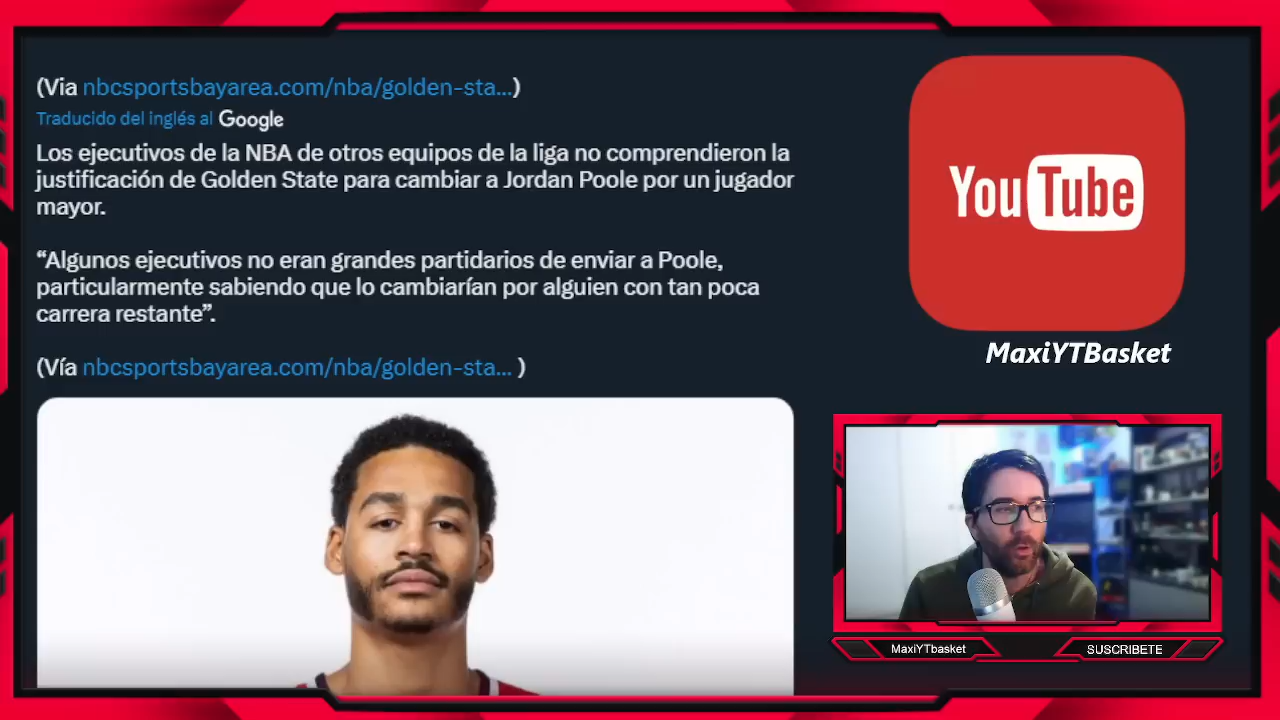 (Via nbcsportsbayarea.com/nba/golden-sta...)
Traducido del inglés al Google
Los ejecutivos de la NBA de otros equipos de la liga no comprendieron la
justificación de Golden State para cambiar a Jordan Poole por un jugador
mayor.
“Algunos ejecutivos no eran grandes partidarios de enviar a Poole,
particularmente sabiendo que lo cambiarían por alguien con tan poca
carrera restante”.
(Vía nbcsportsbayarea.com/nba/golden-sta... )
YouTube
MaxiYTBasket
MaxiYTbasket
SUSCRIBETE